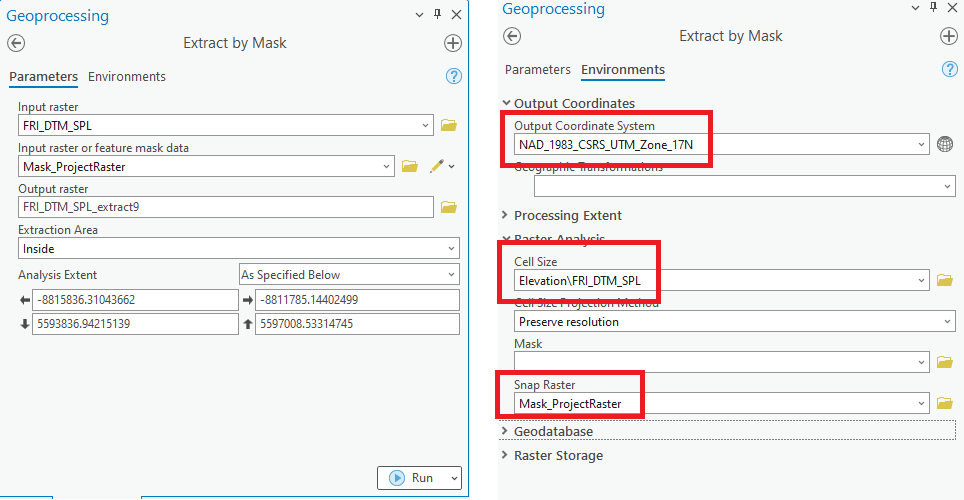 Geoprocessing
Extract by Mask
Parameters Environments
Input raster
FRI_DTM_SPL
Input raster or feature mask data
Mask_ProjectRaster
Output raster
FRI_DTM_SPL_extract9
Extraction Area
Inside
Analysis Extent As Specified Below
-8815836.31043662 -8811785.14402499
5593836.94215139 5597008.53314745
Run
Geoprocessing
Extract by Mask
Parameters Environments
Output Coordinates
Output Coordinate System
NAD_1983_CSRS_UTM_Zone_17N
Geographic Transformations
Processing Extent
Raster Analysis
Cell Size
Elevation\FRI_DTM_SPL
Cell Size Projection Method
Preserve resolution
Mask
Snap Raster
Mask_ProjectRaster
Geodatabase
Raster Storage